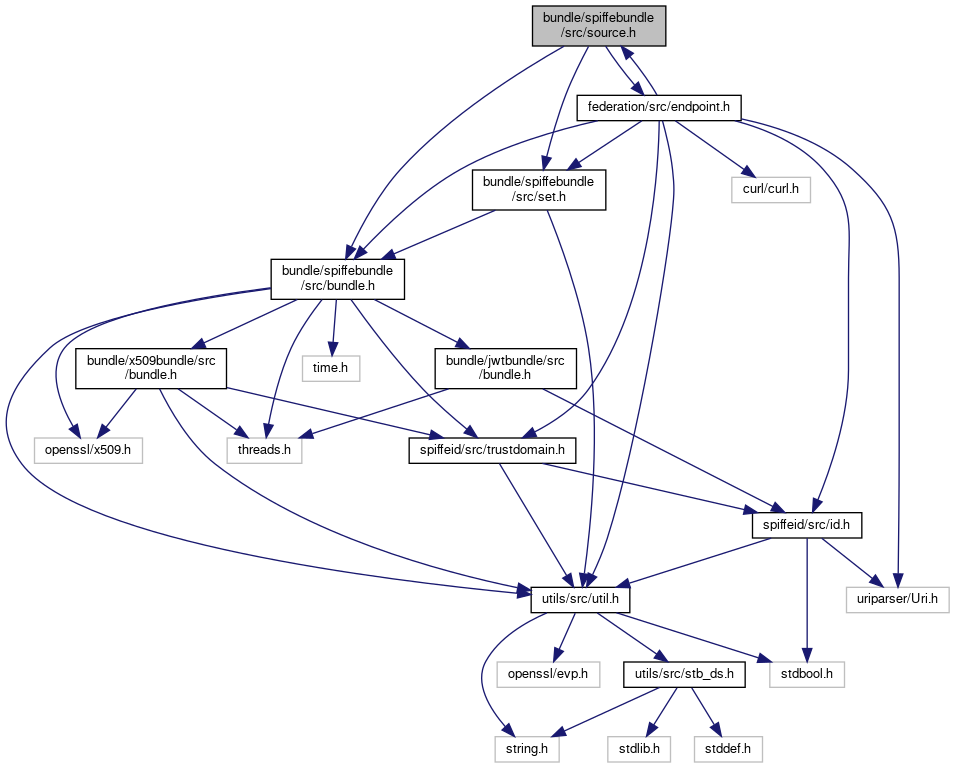 bundle/spiffebundle
/src/source.h
federation/src/endpoint.h
bundle/spiffebundle
/src/set.h
curl/curl.h
bundle/spiffebundle
/src/bundle.h
bundle/x509bundle/src
/bundle.h
time.h
bundle/jwtbundle/src
/bundle.h
openssl/x509.h
threads.h
spiffeid/src/trustdomain.h
spiffeid/src/id.h
utils/src/util.h
uriparser/Uri.h
openssl/evp.h
utils/src/stb_ds.h
stdbool.h
string.h
stdlib.h
stddef.h